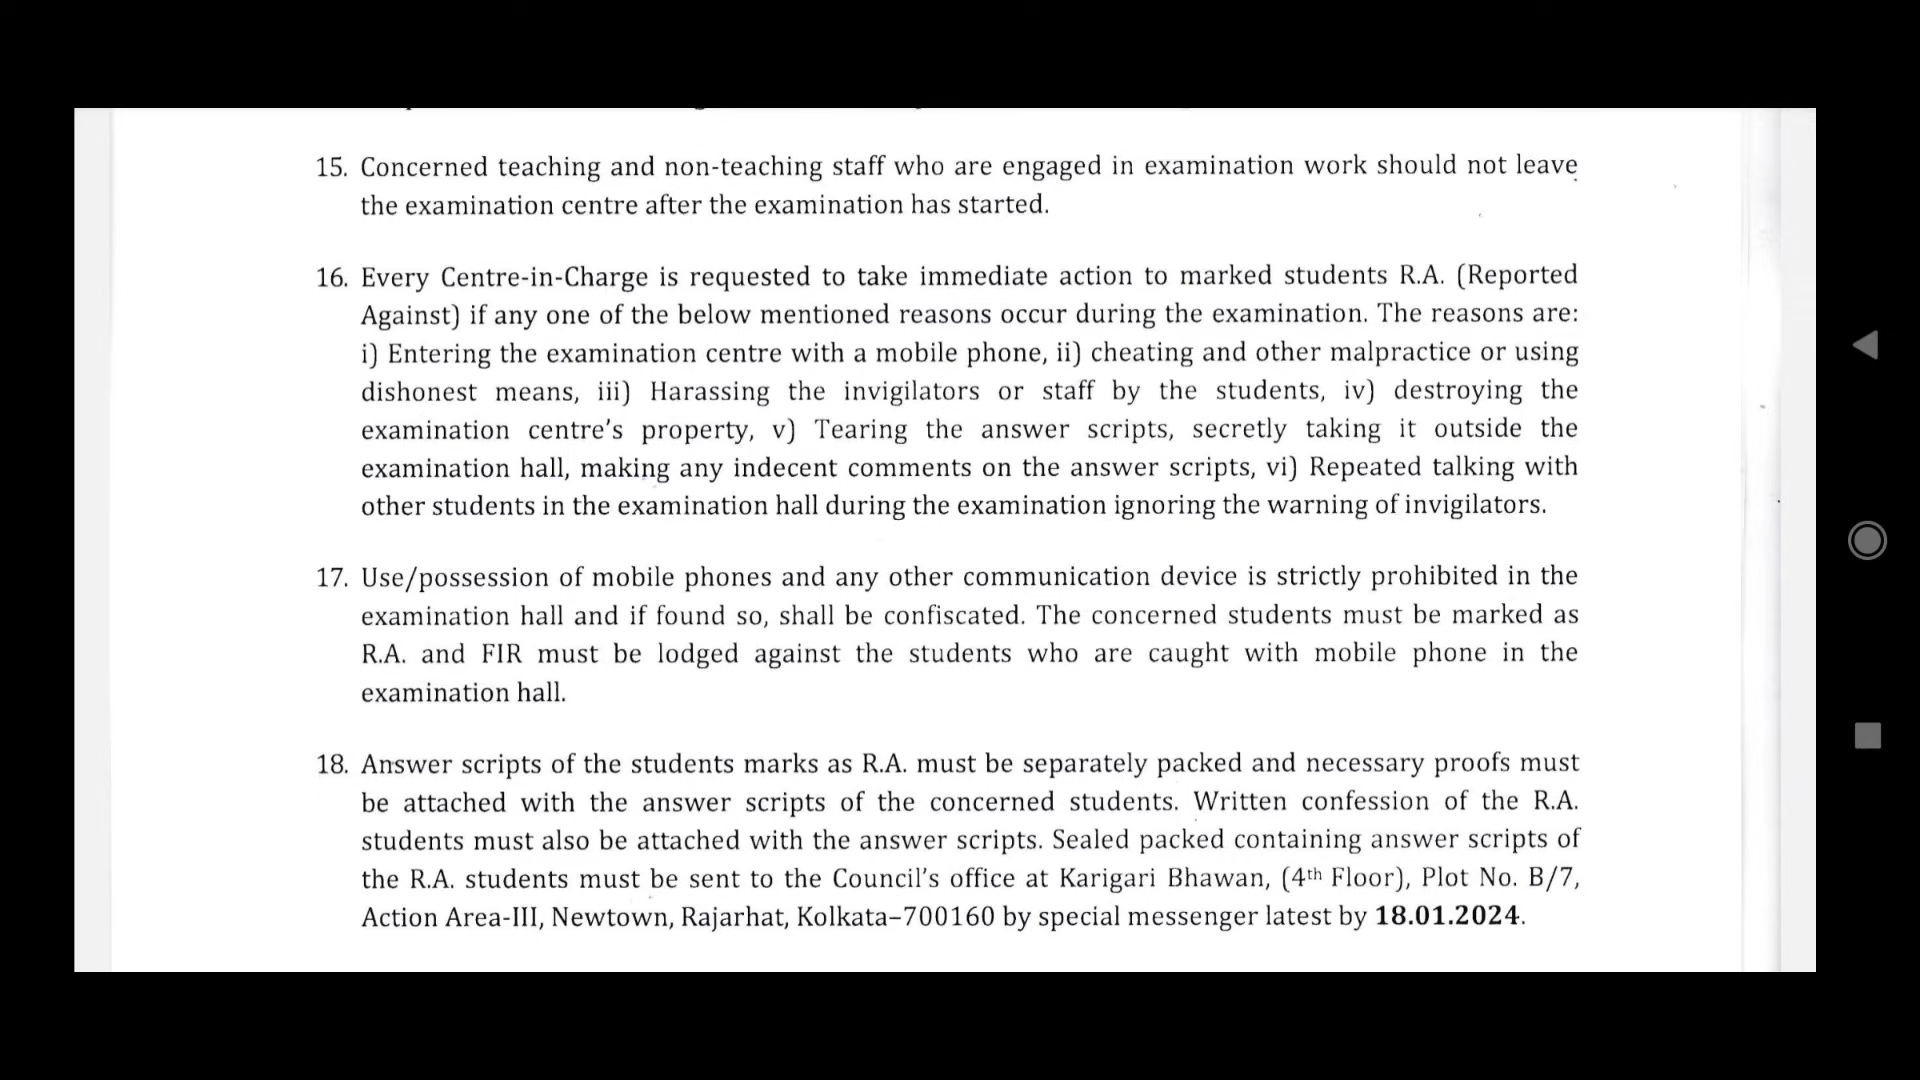 15. Concerned teaching and non-teaching staff who are engaged in examination work should not leave
the examination centre after the examination has started.
16. Every Centre-in-Charge is requested to take immediate action to marked students R.A. (Reported
Against) if any one of the below mentioned reasons occur during the examination. The reasons are:
i) Entering the examination centre with a mobile phone, ii) cheating and other malpractice or using
dishonest means, iii) Harassing the invigilators or staff by the students, iv) destroying the
examination centre's property, v) Tearing the answer scripts, secretly taking it outside the
examination hall, making any indecent comments on the answer scripts, vi) Repeated talking with
other students in the examination hall during the examination ignoring the warning of invigilators.
17. Use/possession of mobile phones and any other communication device is strictly prohibited in the
examination hall and if found so, shall be confiscated. The concerned students must be marked as
R.A. and FIR must be lodged against the students who are caught with mobile phone in the
examination hall.
18. Answer scripts of the students marks as R.A. must be separately packed and necessary proofs must
be attached with the answer scripts of the concerned students. Written confession of the R.A.
students must also be attached with the answer scripts. Sealed packed containing answer scripts of
the R.A. students must be sent to the Council's office at Karigari Bhawan, (4th Floor), Plot No. B/7,
Action Area-III, Newtown, Rajarhat, Kolkata–700160 by special messenger latest by 18.01.2024.